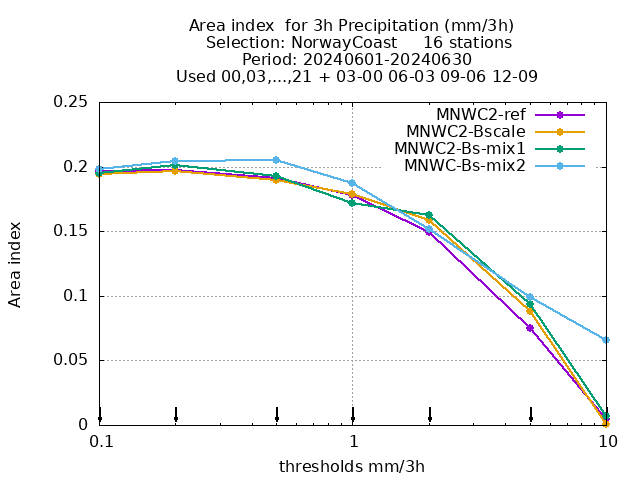 Area index  for 3h Precipitation (mm/3h)
Selection: NorwayCoast     16 stations
Period: 20240601-20240630
Used 00,03,...,21 + 03-00 06-03 09-06 12-09
MNWC2-ref
MNWC2-Bscale
MNWC2-Bs-mix1
MNWC-Bs-mix2
0.25
0.2
0.15
0.1
0.05
0
Area index
0.1
1
10
thresholds mm/3h